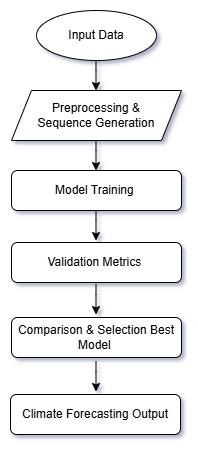 Input Data
Preprocessing &
Sequence Generation
Model Training
Validation Metrics
Comparison & Selection Best
Model
Climate Forecasting Output